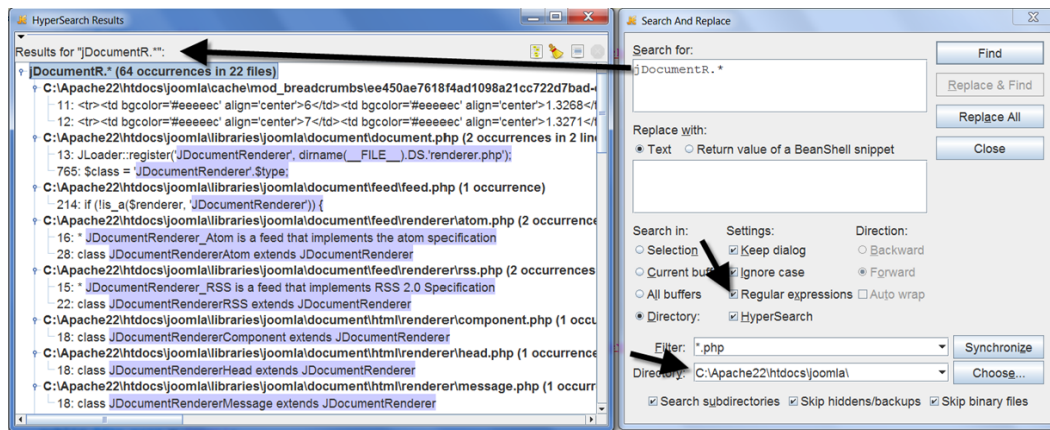 HyperSearch Results
Results for "jDocumentR.*":
jDocumentR.* (64 occurrences in 22 files)
C:\Apache22\htdocs\joomla\cache\mod_breadcrumbs\ee450ae7618f4ad1098a21cc722d7bad-
11: <tr><td bgcolor='#eeeeec' align='center'>6</td><td bgcolor='#eeeeec' align='center'>1.3268</
12: <tr><td bgcolor='#eeeeec' align='center'>7</td><td bgcolor='#eeeeec' align='center'>1.3271</
C:\Apache22\htdocs\joomla\libraries\joomla\document\document.php (2 occurrences in 2 line
13: JLoader::register('JDocumentRenderer', dirname(__FILE__).DS.'renderer.php');
765: $class = 'JDocumentRenderer'.$type;
C:\Apache22\htdocs\joomla\libraries\joomla\document\feed\feed.php (1 occurrence)
214: if (!is_a($renderer, 'JDocumentRenderer')) {
C:\Apache22\htdocs\joomla\libraries\joomla\document\feed\renderer\atom.php (2 occurrence
16: * JDocumentRenderer_Atom is a feed that implements the atom specification
28: class JDocumentRendererAtom extends JDocumentRenderer
C:\Apache22\htdocs\joomla\libraries\joomla\document\feed\renderer\rss.php (2 occurrences
15: * JDocumentRenderer_RSS is a feed that implements RSS 2.0 Specification
22: class JDocumentRendererRSS extends JDocumentRenderer
C:\Apache22\htdocs\joomla\libraries\joomla\document\html\renderer\component.php (1 occu
18: class JDocumentRendererComponent extends JDocumentRenderer
C:\Apache22\htdocs\joomla\libraries\joomla\document\html\renderer\head.php (1 occurrence
18: class JDocumentRendererHead extends JDocumentRenderer
C:\Apache22\htdocs\joomla\libraries\joomla\document\html\renderer\message.php (1 occurr
18: class JDocumentRendererMessage extends JDocumentRenderer
Search And Replace
Search for:
jDocumentR.*
Find
Replace & Find
Replace All
Close
Replace with:
Text Return value of a BeanShell snippet
Search in: Settings: Direction:
Selection Keep dialog Backward
Current buff Ignore case Forward
All buffers Regular expressions Auto wrap
Directory: HyperSearch
Filter: *.php Synchronize
Directory: C:\Apache22\htdocs\joomla\ Choose...
Search subdirectories Skip hiddens/backups Skip binary files